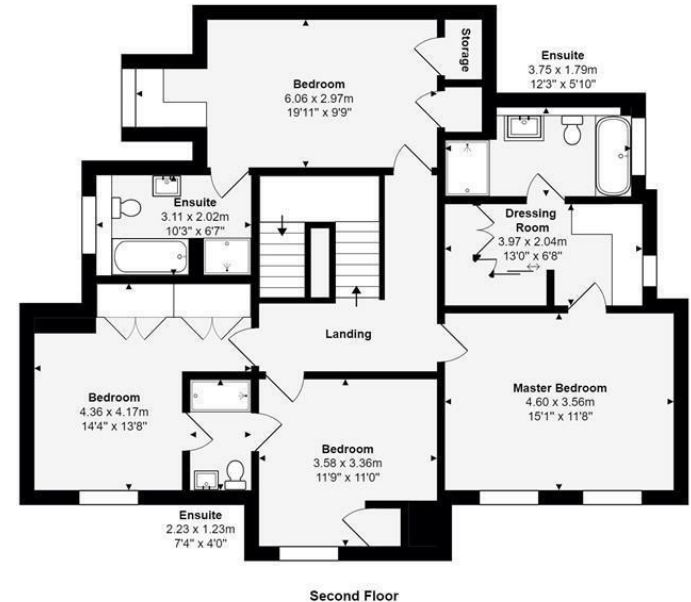 Bedroom
6.06 x 2.97m
19'11" x 9'9"
Storage
Ensuite
3.75 x 1.79m
12'3" x 5'10"
Ensuite
3.11 x 2.02m
10'3" x 6'7"
Dressing
Room
3.97 x 2.04m
13'0" x 6'8"
Landing
Bedroom
4.36 x 4.17m
14'4" x 13'8"
Master Bedroom
4.60 x 3.56m
15'1" x 11'8"
Bedroom
3.58 x 3.36m
11'9" x 11'0"
Ensuite
2.23 x 1.23m
7'4" x 4'0"
Second Floor